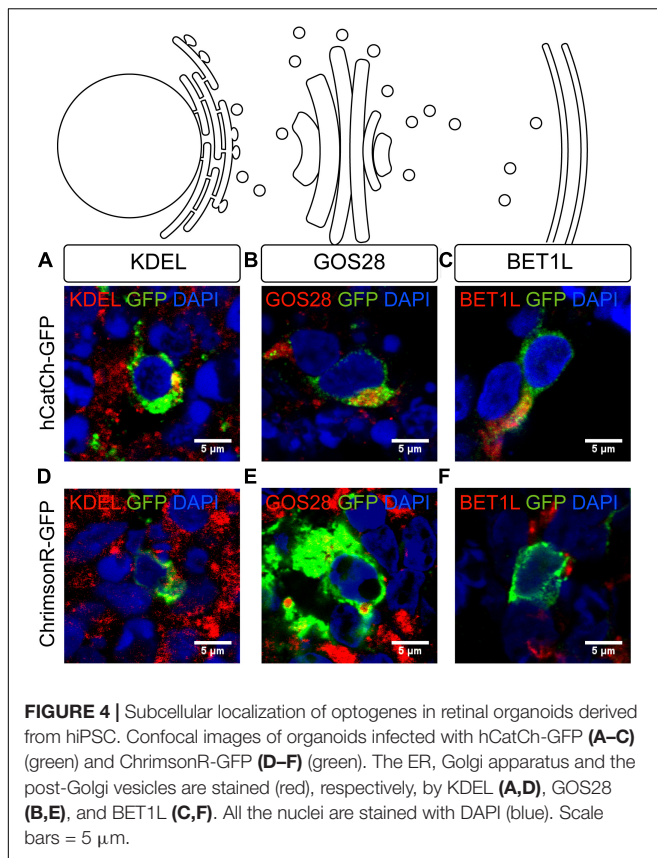 A KDEL B GOS28 C BET1L
hCatCh-GFP
KDEL GFP DAPI GOS28 GFP DAPI BET1L GFP DAPI
5 μm 5 μm 5 μm
D E F
ChrimsonR-GFP
KDEL GFP DAPI GOS28 GFP DAPI BET1L GFP DAPI
5 μm 5 μm 5 μm
FIGURE 4 | Subcellular localization of optogenes in retinal organoids derived
from hiPSC. Confocal images of organoids infected with hCatCh-GFP (A–C)
(green) and ChrimsonR-GFP (D–F) (green). The ER, Golgi apparatus and the
post-Golgi vesicles are stained (red), respectively, by KDEL (A,D), GOS28
(B,E), and BET1L (C,F). All the nuclei are stained with DAPI (blue). Scale
bars = 5 μm.